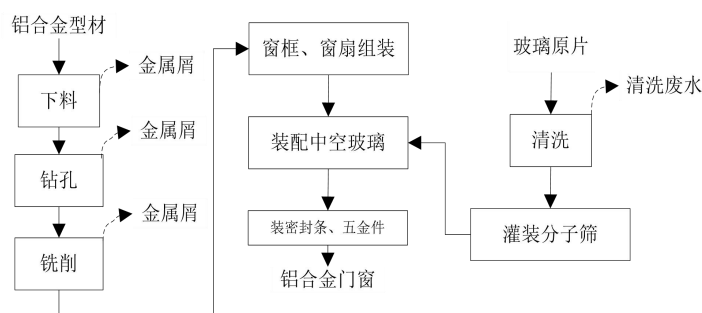 铝合金型材
金属屑
下料
金属屑
钻孔
金属屑
铣削
窗框、窗扇组装
装配中空玻璃
装密封条、五金件
铝合金门窗
玻璃原片
清洗废水
清洗
灌装分子筛